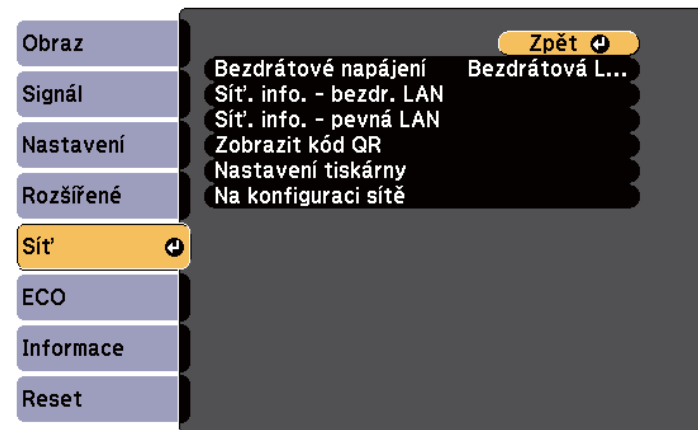 Obraz
Signál
Nastavení
Rozšířené
Síť
ECO
Informace
Reset
Zpět
Bezdrátové napájení Bezdrátová L...
Síť. info. - bezdr. LAN
Síť. info. - pevná LAN
Zobrazit kód QR
Nastavení tiskárny
Na konfiguraci sítě